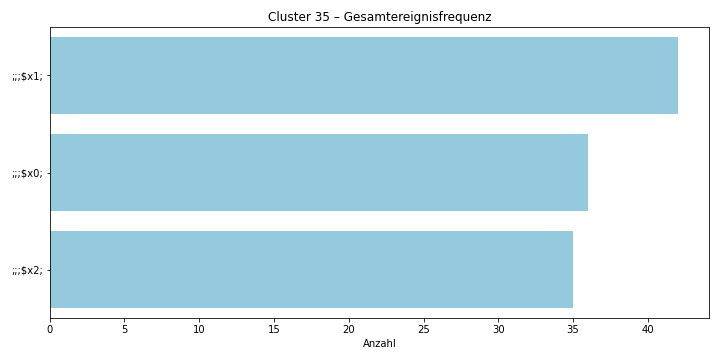 Cluster 35 – Gesamtereignisfrequenz
;;;$x1;
;;;$x0;
;;;$x2;
0 5 10 15 20 25 30 35 40
Anzahl